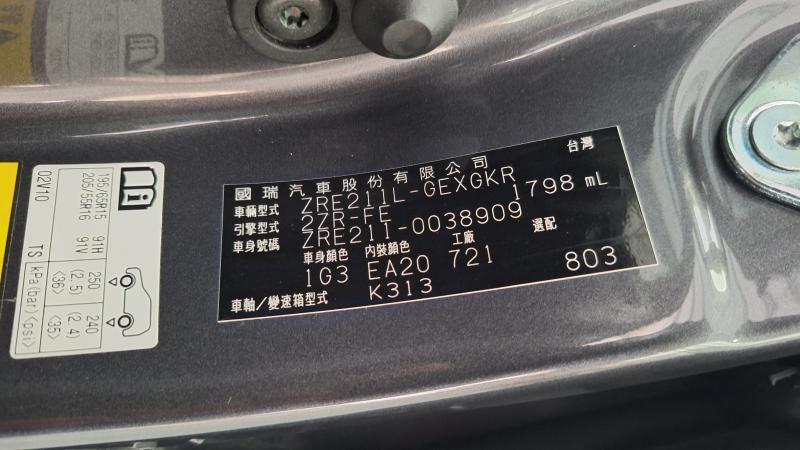 國瑞汽車股份有限公司 台灣
車輛型式 ZRE211L-GEXGKR
引擎型式 2ZR-FE 1798 mL
車身號碼 ZRE211-0038909
車身顏色 內裝顏色 工廠 選配
1G3 EA20 721 803
車軸／變速箱型式 K313
195/65R15 91H 250 (2.5) <36> 240 (2.4) <35>
205/55R16 91V
02V10 TS kPa(bar)<psi>